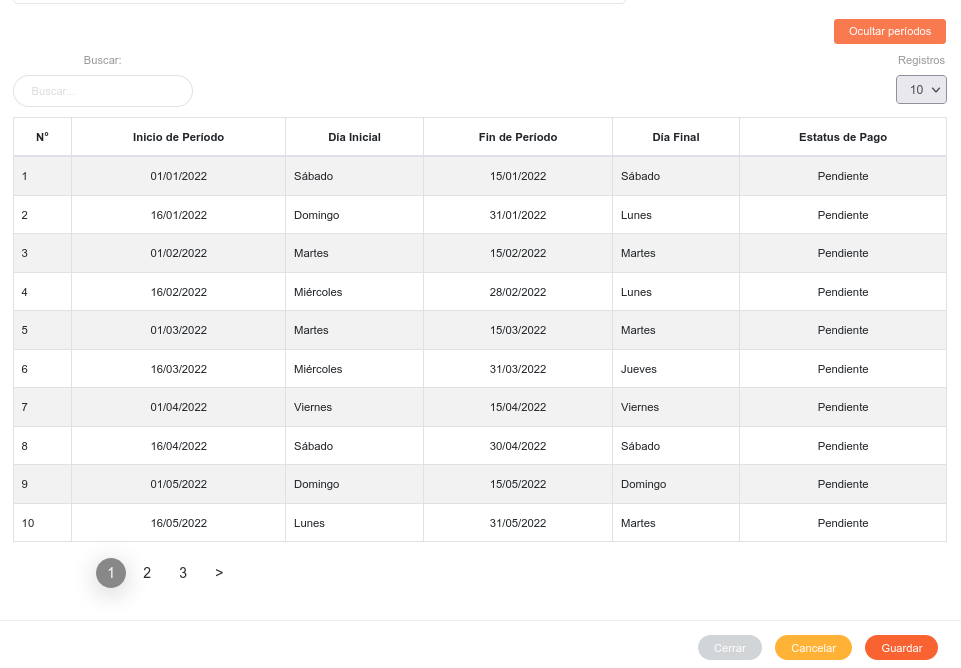 Ocultar períodos
Buscar: Registros
Buscar... 10
N° Inicio de Período Día Inicial Fin de Período Día Final Estatus de Pago
1 01/01/2022 Sábado 15/01/2022 Sábado Pendiente
2 16/01/2022 Domingo 31/01/2022 Lunes Pendiente
3 01/02/2022 Martes 15/02/2022 Martes Pendiente
4 16/02/2022 Miércoles 28/02/2022 Lunes Pendiente
5 01/03/2022 Martes 15/03/2022 Martes Pendiente
6 16/03/2022 Miércoles 31/03/2022 Jueves Pendiente
7 01/04/2022 Viernes 15/04/2022 Viernes Pendiente
8 16/04/2022 Sábado 30/04/2022 Sábado Pendiente
9 01/05/2022 Domingo 15/05/2022 Domingo Pendiente
10 16/05/2022 Lunes 31/05/2022 Martes Pendiente
1 2 3 >
Cerrar Cancelar Guardar